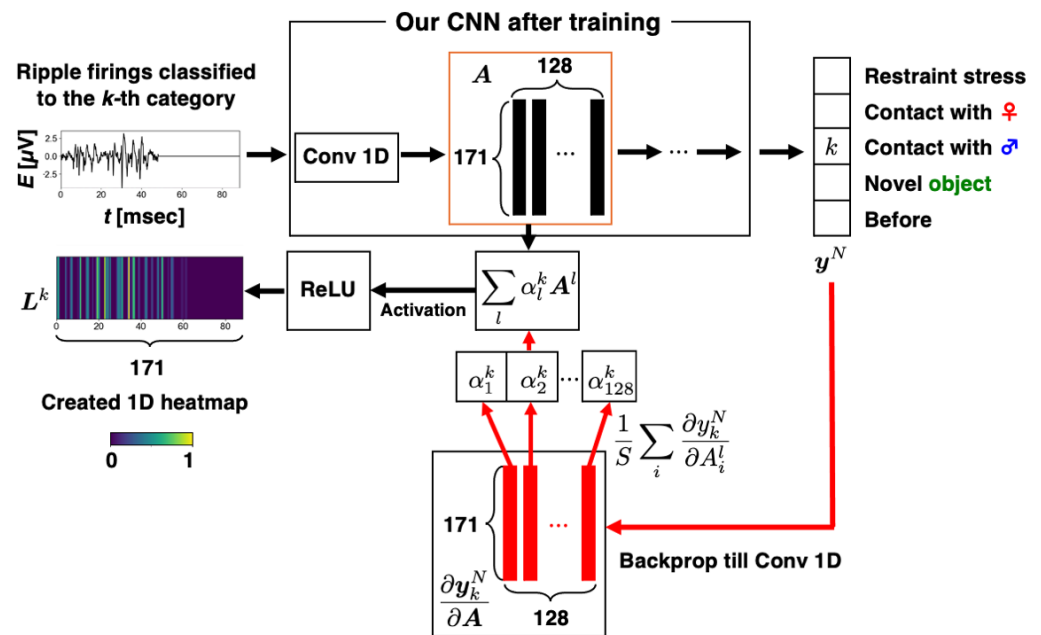 Our CNN after training
Ripple firings classified
to the k-th category
E [μV]
2.5
0.0
-2.5
0 20 40 60 80
t [msec]
Conv 1D
A
128
171
...
...
k
Restraint stress
Contact with ♀
Contact with ♂
Novel object
Before
y^N
L^k
0 20 40 60 80
171
Created 1D heatmap
0 1
ReLU
Activation
∑_l α_l^k A^l
α_1^k α_2^k ... α_128^k
1/S ∑_i ∂y_k^N/∂A_i^l
171
...
128
∂y_k^N/∂A
Backprop till Conv 1D